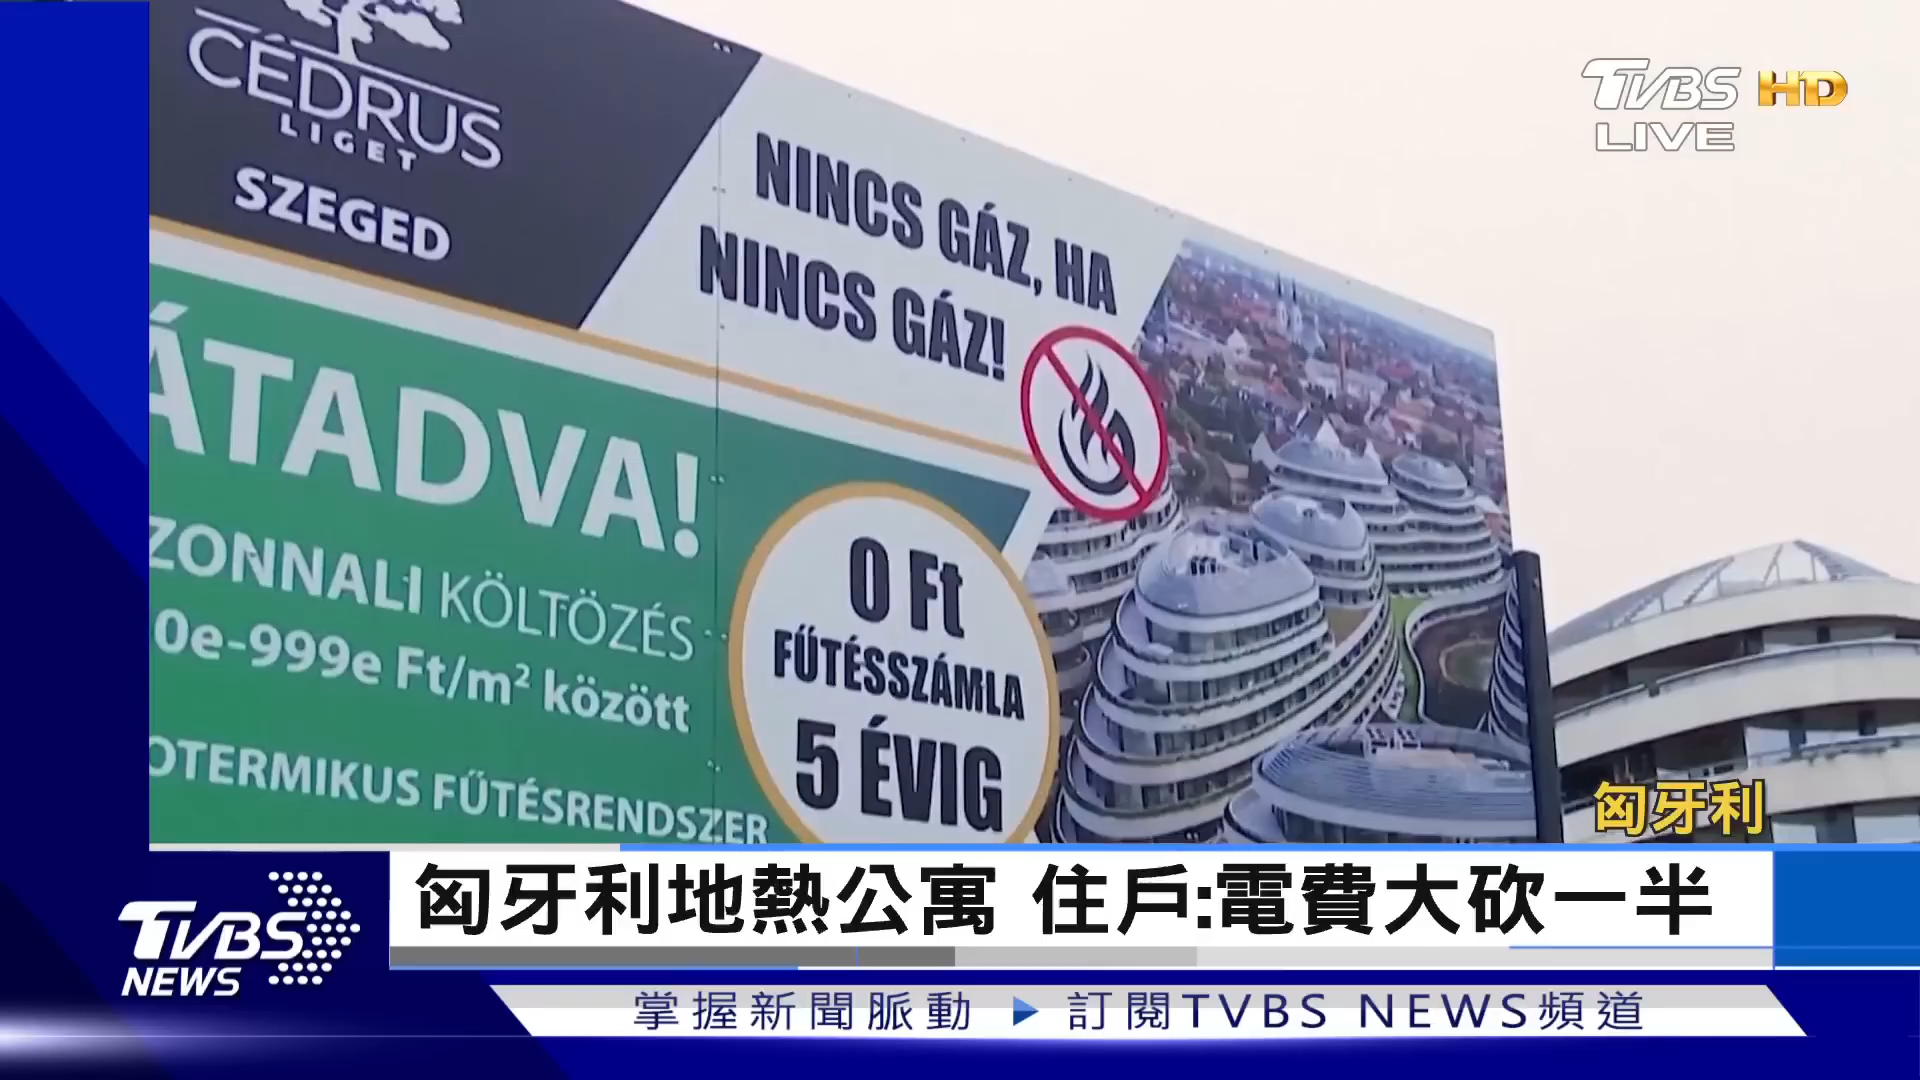 CÉDRUS
LIGET
SZEGED
NINCS GÁZ, HA
NINCS GÁZ!
ÁTADVA!
ZONNALI KÖLTÖZÉS
0e-999e Ft/m² között
OTERMIKUS FŰTÉSRENDSZER
0 Ft
FŰTÉSSZÁMLA
5 ÉVIG
TVBS HD
LIVE
匈牙利
匈牙利地熱公寓 住戶:電費大砍一半
TVBS
NEWS
掌握新聞脈動 ▶ 訂閱TVBS NEWS頻道